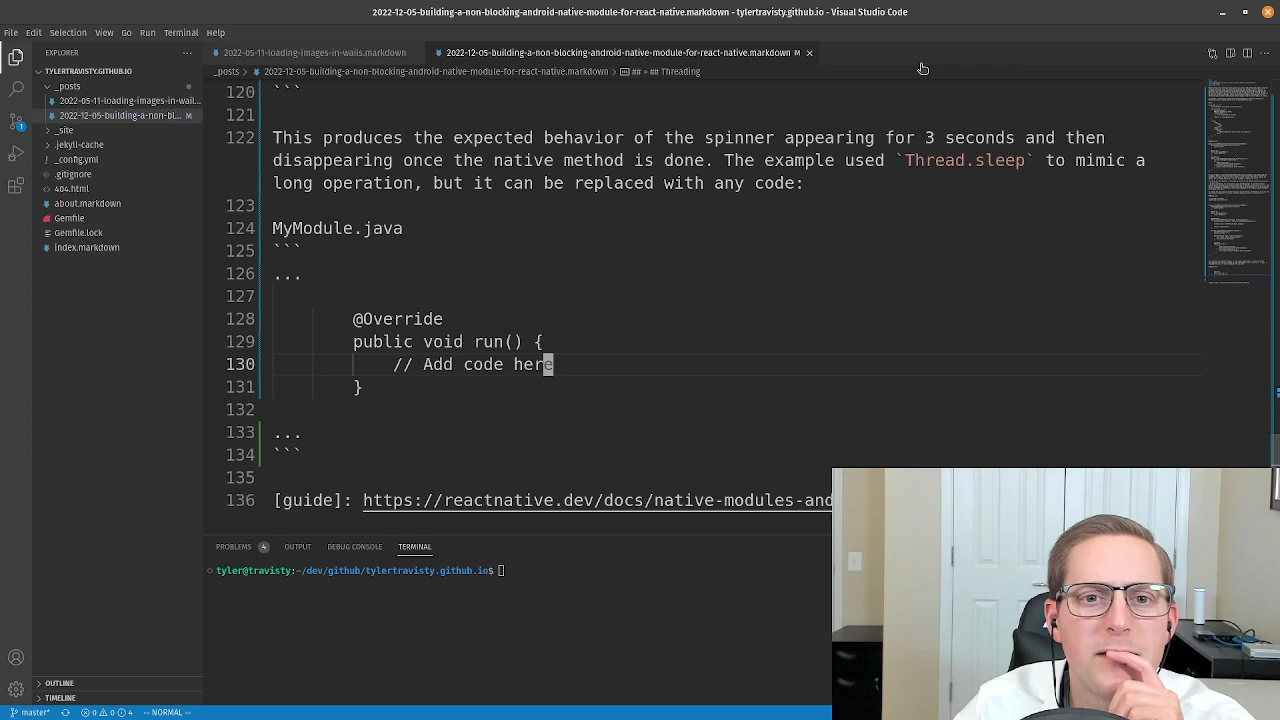 2022-12-05-building-a-non-blocking-android-native-module-for-react-native.markdown - tylertravisty.github.io - Visual Studio Code
File Edit Selection View Go Run Terminal Help
EXPLORER
2022-05-11-loading-images-in-wails.markdown
2022-12-05-building-a-non-blocking-android-native-module-for-react-native.markdown M
TYLERTRAVISTY.GITHUB.IO
_posts > 2022-12-05-building-a-non-blocking-android-native-module-for-react-native.markdown > ## > ## Threading
_posts
2022-05-11-loading-images-in-wail...
2022-12-05-building-a-non-bl... M
_site
.jekyll-cache
_config.yml
.gitignore
404.html
about.markdown
Gemfile
Gemfile.lock
index.markdown
120 ```
121
122 This produces the expected behavior of the spinner appearing for 3 seconds and then
disappearing once the native method is done. The example used `Thread.sleep` to mimic a
long operation, but it can be replaced with any code:
123
124 MyModule.java
125 ```
126 ...
127
128 @Override
129 public void run() {
130 // Add code here
131 }
132
133 ...
134 ```
135
136 [guide]: https://reactnative.dev/docs/native-modules-and
PROBLEMS 4 OUTPUT DEBUG CONSOLE TERMINAL
tyler@travisty:~/dev/github/tylertravisty.github.io$
OUTLINE
TIMELINE
master* 0 0 4 -- NORMAL --
1